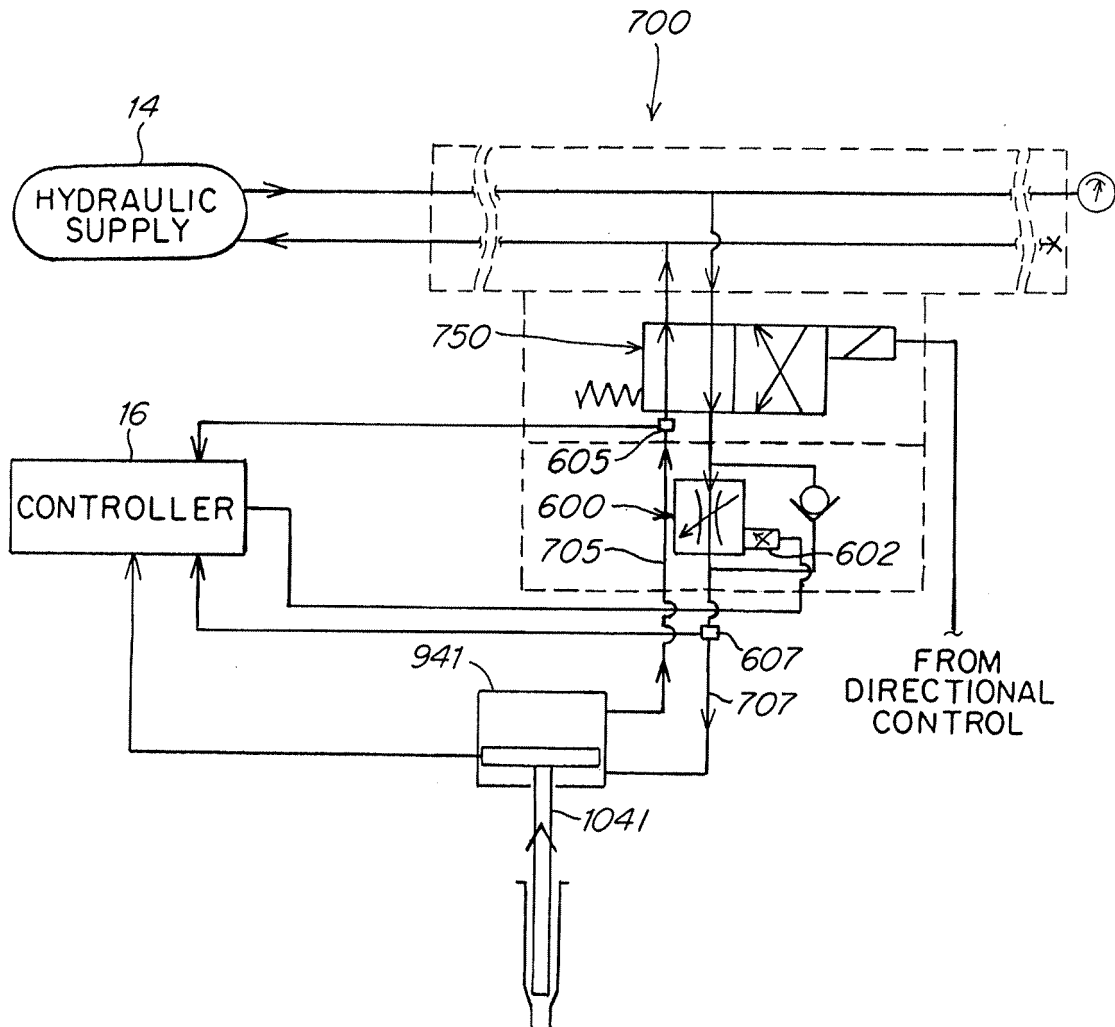 700
14
HYDRAULIC
SUPPLY
750
16
605
CONTROLLER
600
602
705
607
941
707
FROM
DIRECTIONAL
CONTROL
1041